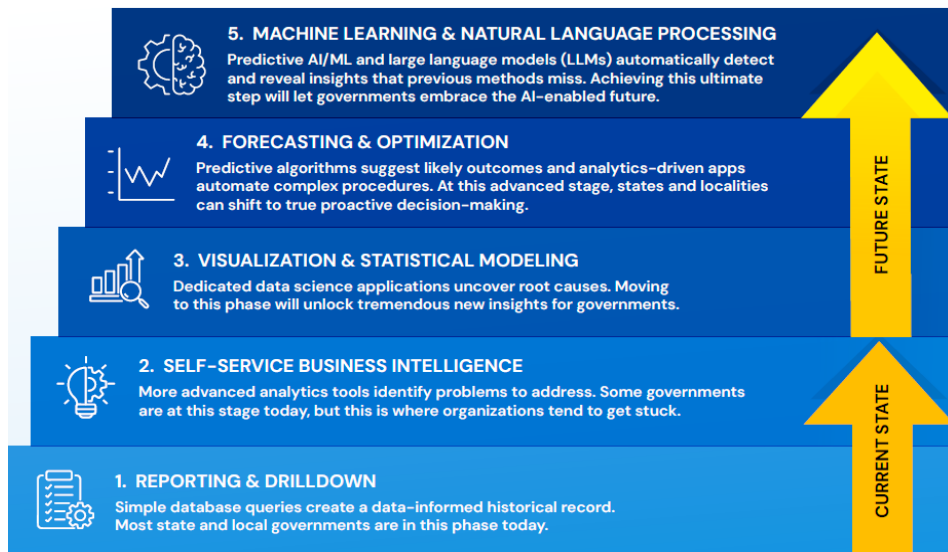 5. MACHINE LEARNING & NATURAL LANGUAGE PROCESSING
Predictive AI/ML and large language models (LLMs) automatically detect
and reveal insights that previous methods miss. Achieving this ultimate
step will let governments embrace the AI-enabled future.
4. FORECASTING & OPTIMIZATION
Predictive algorithms suggest likely outcomes and analytics-driven apps
automate complex procedures. At this advanced stage, states and localities
can shift to true proactive decision-making.
FUTURE STATE
3. VISUALIZATION & STATISTICAL MODELING
Dedicated data science applications uncover root causes. Moving
to this phase will unlock tremendous new insights for governments.
2. SELF-SERVICE BUSINESS INTELLIGENCE
More advanced analytics tools identify problems to address. Some governments
are at this stage today, but this is where organizations tend to get stuck.
CURRENT STATE
1. REPORTING & DRILLDOWN
Simple database queries create a data-informed historical record.
Most state and local governments are in this phase today.